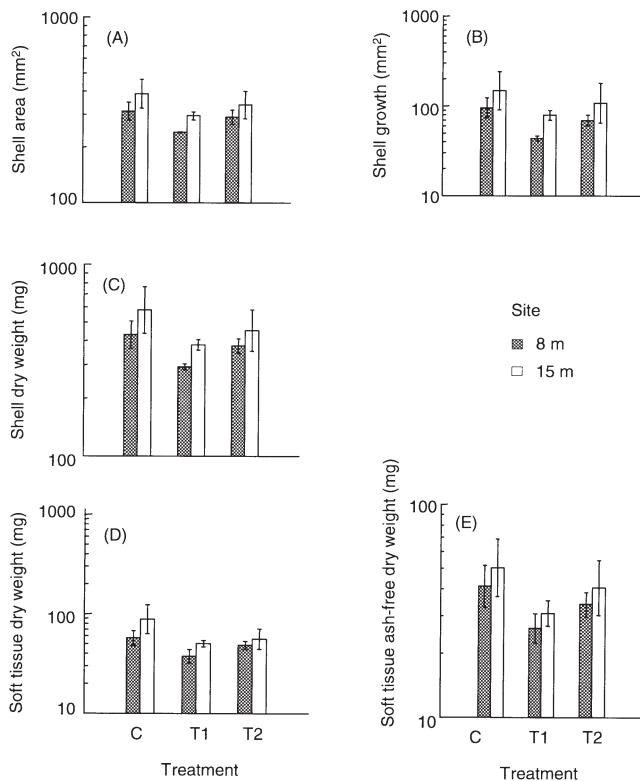 (A)
Shell area (mm²)
1000
100
(B)
Shell growth (mm²)
1000
100
10
(C)
Shell dry weight (mg)
1000
100
Site
8 m
15 m
(D)
Soft tissue dry weight (mg)
1000
100
10
C T1 T2
Treatment
(E)
Soft tissue ash-free dry weight (mg)
100
10
C T1 T2
Treatment